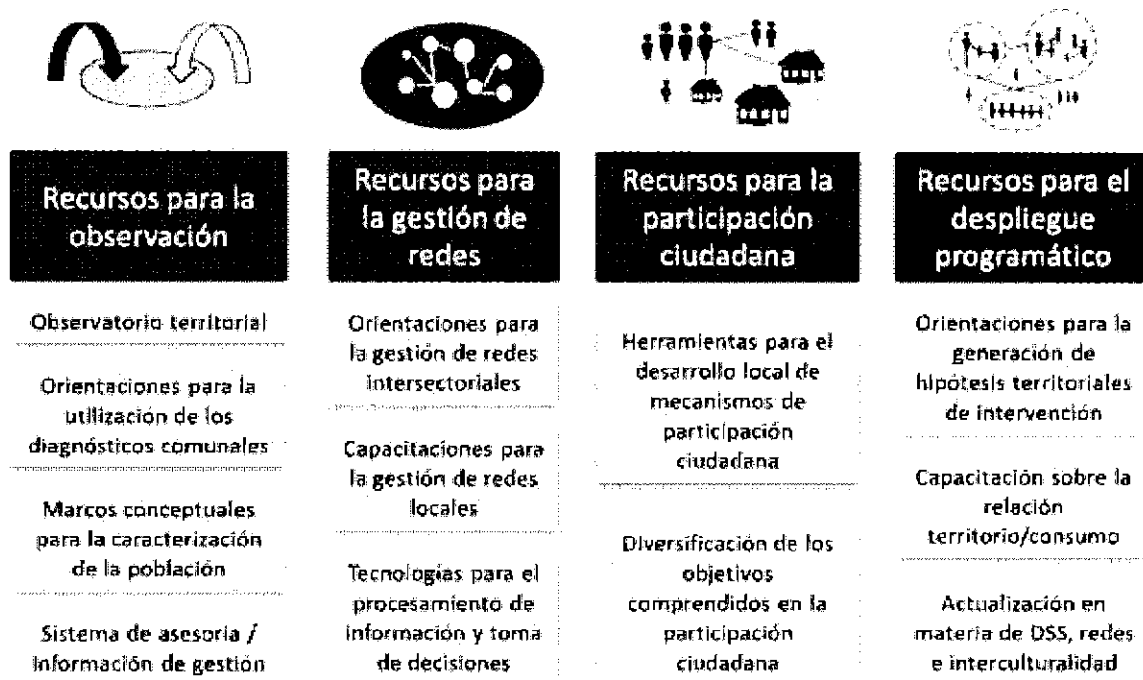 Recursos para la
observación
Observatorio territorial
Orientaciones para la
utilización de los
diagnósticos comunales
Marcos conceptuales
para la caracterización
de la población
Sistema de asesoría /
información de gestión
Recursos para
la gestión de
redes
Orientaciones para
la gestión de redes
intersectoriales
Capacitaciones para
la gestión de redes
locales
Tecnologías para el
procesamiento de
información y toma
de decisiones
Recursos para la
participación
ciudadana
Herramientas para el
desarrollo local de
mecanismos de
participación
ciudadana
Diversificación de los
objetivos
comprendidos en la
participación
ciudadana
Recursos para el
despliegue
programático
Orientaciones para la
generación de
hipótesis territoriales
de intervención
Capacitación sobre la
relación
territorio/consumo
Actualización en
materia de DSS, redes
e interculturalidad